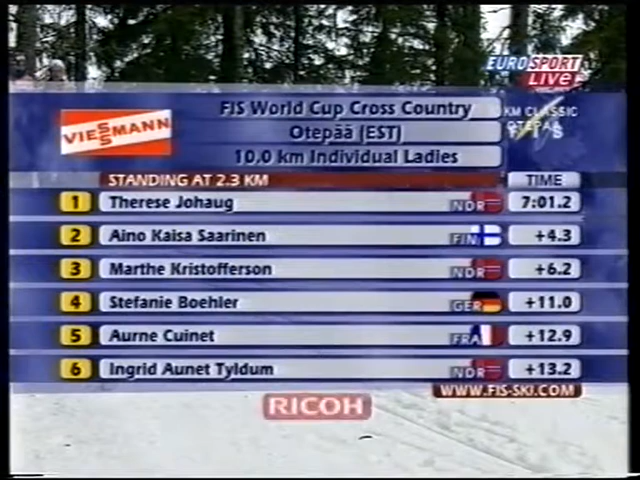 EUROSPORT
LIVE
VIESSMANN
FIS World Cup Cross Country
Otepää (EST)
10.0 km Individual Ladies
KM CLASSIC
STANDING AT 2.3 KM TIME
1 Therese Johaug NOR 7:01.2
2 Aino Kaisa Saarinen FIN +4.3
3 Marthe Kristofferson NOR +6.2
4 Stefanie Boehler GER +11.0
5 Aurne Cuinet FRA +12.9
6 Ingrid Aunet Tyldum NOR +13.2
WWW.FIS-SKI.COM
RICOH